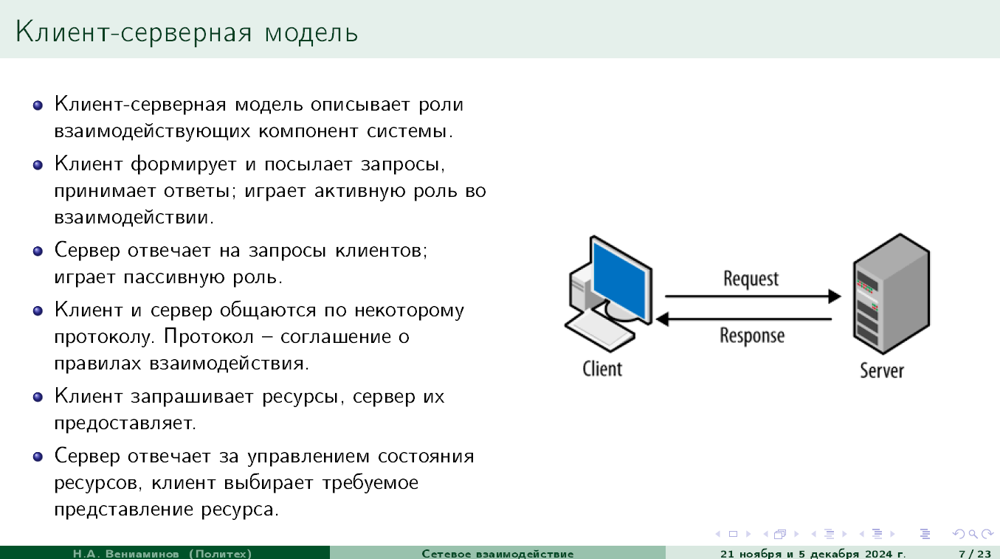 Клиент-серверная модель
Клиент-серверная модель описывает роли
взаимодействующих компонент системы.
Клиент формирует и посылает запросы,
принимает ответы; играет активную роль во
взаимодействии.
Сервер отвечает на запросы клиентов;
играет пассивную роль.
Клиент и сервер общаются по некоторому
протоколу. Протокол – соглашение о
правилах взаимодействия.
Клиент запрашивает ресурсы, сервер их
предоставляет.
Сервер отвечает за управлением состояния
ресурсов, клиент выбирает требуемое
представление ресурса.
Request
Response
Client
Server
Н.А. Вениаминов (Политех)
Сетевое взаимодействие
21 ноября и 5 декабря 2024 г.
7 / 23